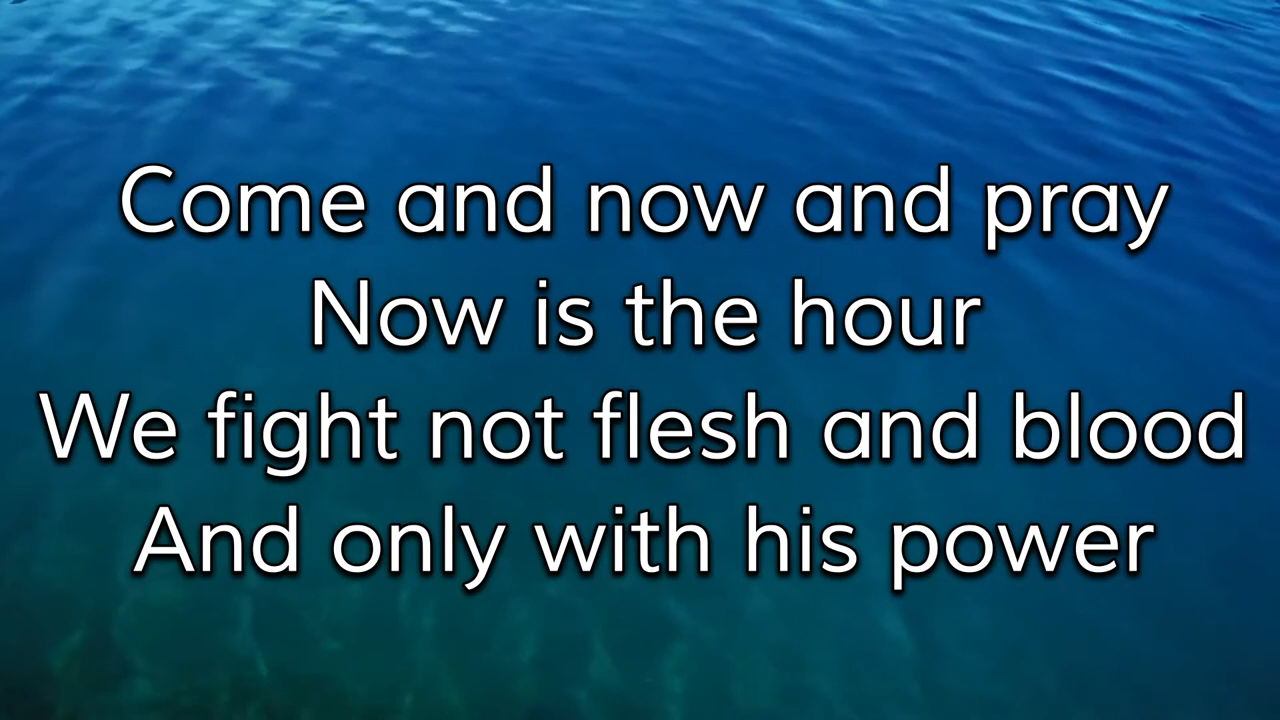 Come and now and pray
Now is the hour
We fight not flesh and blood
And only with his power